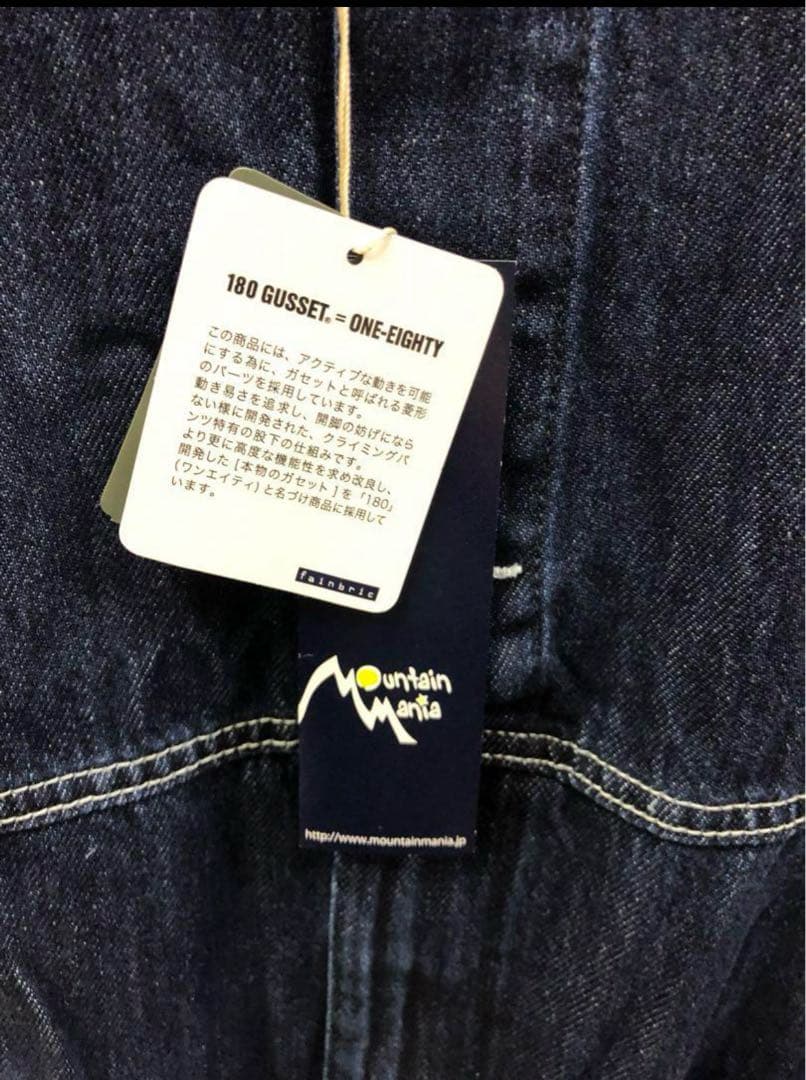 180 GUSSET® = ONE-EIGHTY
この商品には、アクティブな動きを可能
にする為に、ガセットと呼ばれる菱形
のパーツを採用しています。
動き易さを追求し、開脚の妨げになら
ない様に開発された、クライミングパ
ンツ特有の股下の仕組みです。
より更に高度な機能性を求め改良し、
開発した[本物のガセット]を「180」
(ワンエイティ)と名づけ商品に採用して
います。
fainbric
Mountain
Mania
http://www.mountainmania.jp